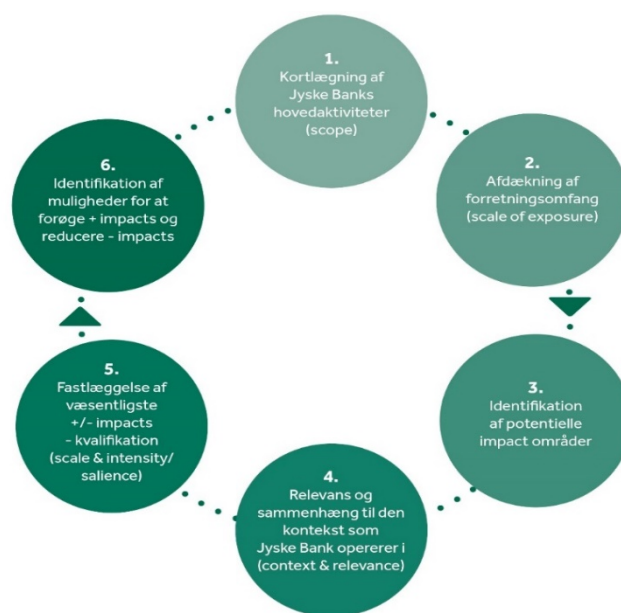 1.
Kortlægning af
Jyske Banks
hovedaktiviteter
(scope)
2.
Afdækning af
forretningsomfang
(scale of exposure)
3.
Identifikation
af potentielle
impact områder
4.
Relevans og
sammenhæng til den
kontekst som
Jyske Bank opererer i
(context & relevance)
5.
Fastlæggelse af
væsentligste
+/- impacts
- kvalifikation
(scale & intensity/
salience)
6.
Identifikation af
muligheder for at
forøge + impacts og
reducere - impacts